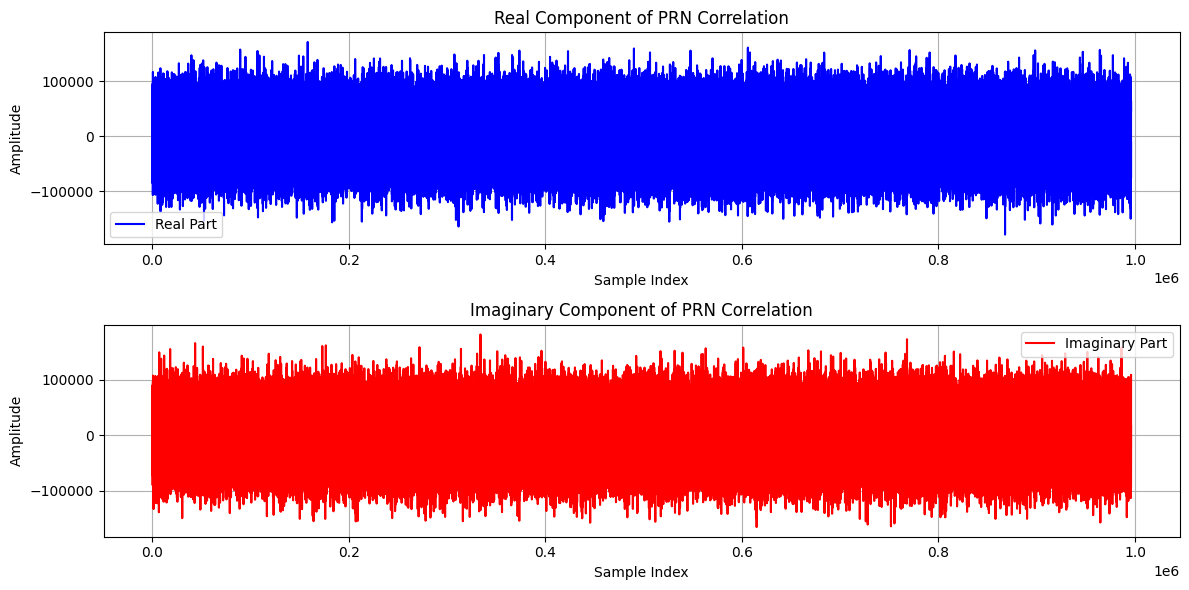 Real Component of PRN Correlation
100000
0
−100000
Amplitude
Real Part
0.0 0.2 0.4 0.6 0.8 1.0
1e6
Sample Index
Imaginary Component of PRN Correlation
Imaginary Part
100000
0
−100000
Amplitude
0.0 0.2 0.4 0.6 0.8 1.0
1e6
Sample Index